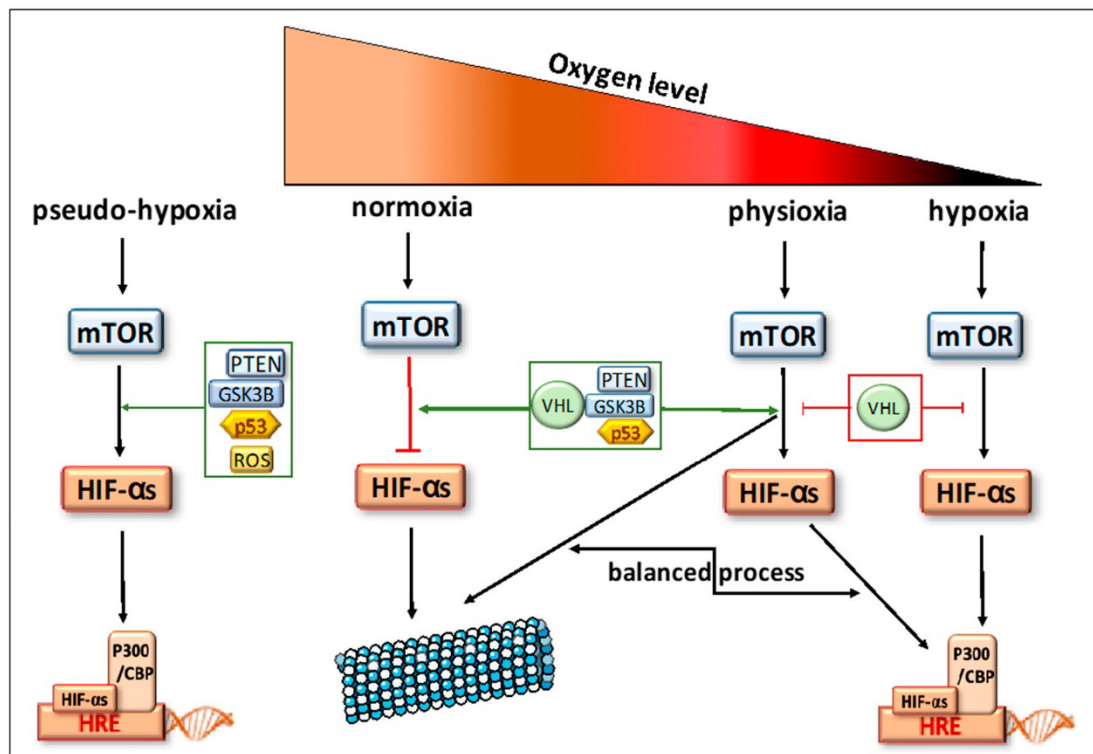 Oxygen level
pseudo-hypoxia
normoxia
physioxia
hypoxia
mTOR
mTOR
mTOR
mTOR
PTEN
GSK3B
p53
ROS
VHL
PTEN
GSK3B
p53
VHL
HIF-αs
HIF-αs
HIF-αs
HIF-αs
balanced process
P300
/CBP
HIF-αs
HRE
P300
/CBP
HIF-αs
HRE